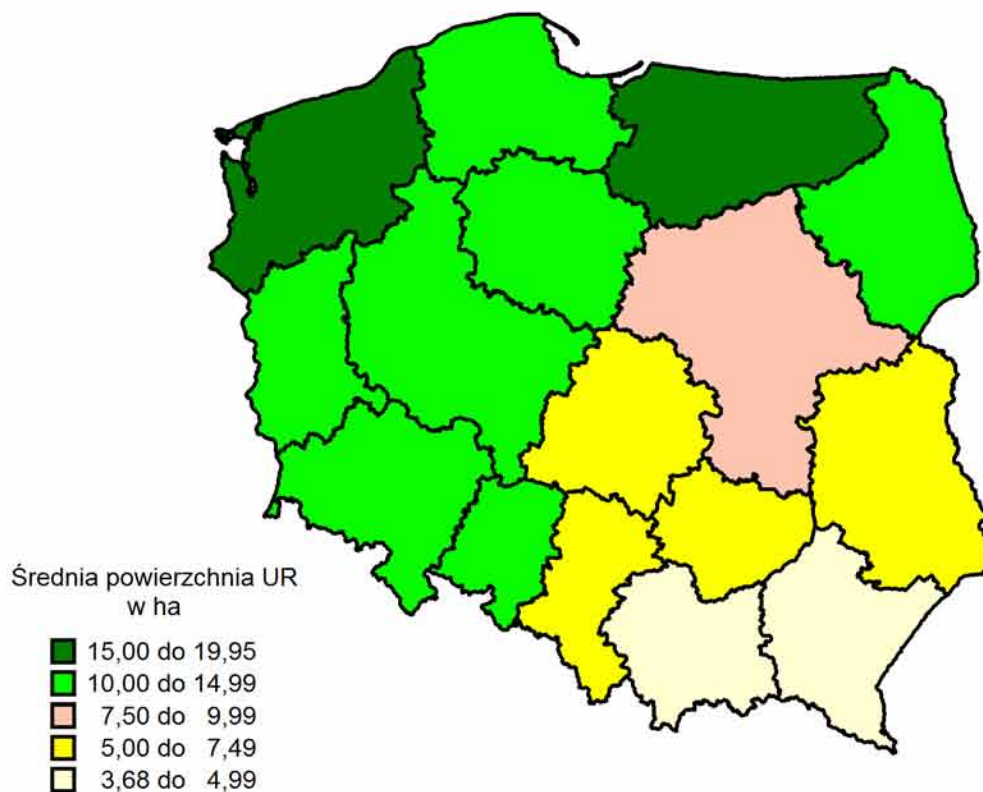 Średnia powierzchnia UR
w ha
15,00 do 19,95
10,00 do 14,99
7,50 do 9,99
5,00 do 7,49
3,68 do 4,99